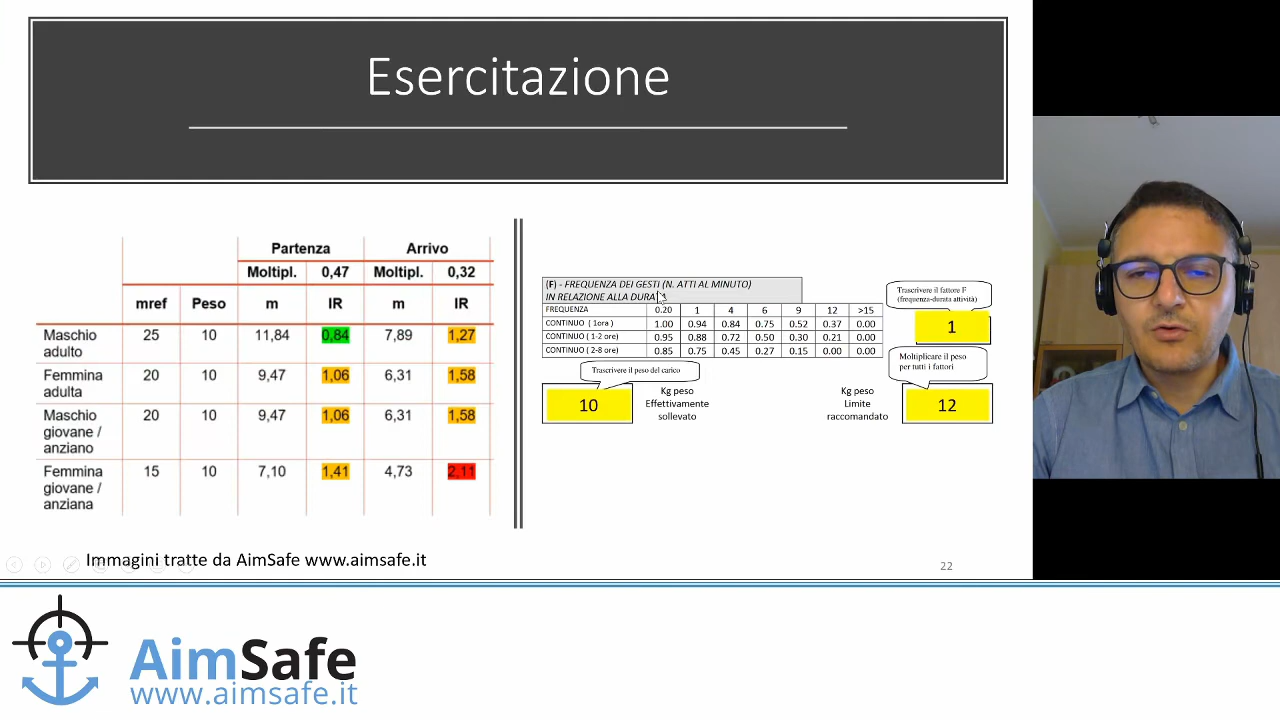 Esercitazione
Partenza Arrivo
Moltipl. 0,47 Moltipl. 0,32
mref Peso m IR m IR
Maschio adulto 25 10 11,84 0,84 7,89 1,27
Femmina adulta 20 10 9,47 1,06 6,31 1,58
Maschio giovane / anziano 20 10 9,47 1,06 6,31 1,58
Femmina giovane / anziana 15 10 7,10 1,41 4,73 2,11
(F) - FREQUENZA DEI GESTI (N. ATTI AL MINUTO)
IN RELAZIONE ALLA DURATA
FREQUENZA 0.20 1 4 6 9 12 >15
CONTINUO (1ora ) 1.00 0.94 0.84 0.75 0.52 0.37 0.00
CONTINUO (1-2 ore) 0.95 0.88 0.72 0.50 0.30 0.21 0.00
CONTINUO ( 2-8 ore) 0.85 0.75 0.45 0.27 0.15 0.00 0.00
Trascrivere il fattore F
(frequenza-durata attività)
1
Trascrivere il peso del carico
10
Kg peso
Effettivamente
sollevato
Moltiplicare il peso
per tutti i fattori
Kg peso
Limite
raccomandato
12
Immagini tratte da AimSafe www.aimsafe.it
22
AimSafe
www.aimsafe.it